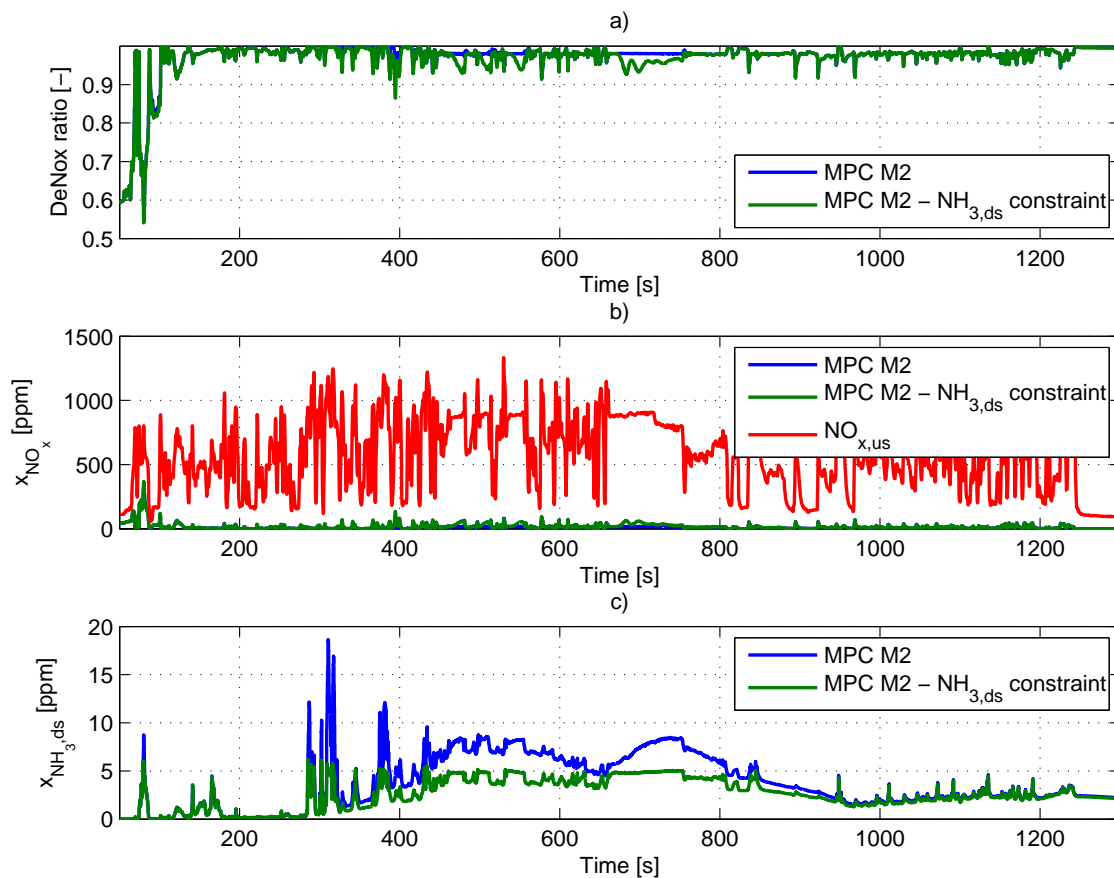 a)
DeNox ratio [−]
0.9
0.8
0.7
0.6
0.5
MPC M2
MPC M2 − NH3,ds constraint
200 400 600 800 1000 1200
Time [s]
b)
xNOx [ppm]
1500
1000
500
0
MPC M2
MPC M2 − NH3,ds constraint
NOx,us
200 400 600 800 1000 1200
Time [s]
c)
xNH3,ds [ppm]
20
15
10
5
0
MPC M2
MPC M2 − NH3,ds constraint
200 400 600 800 1000 1200
Time [s]